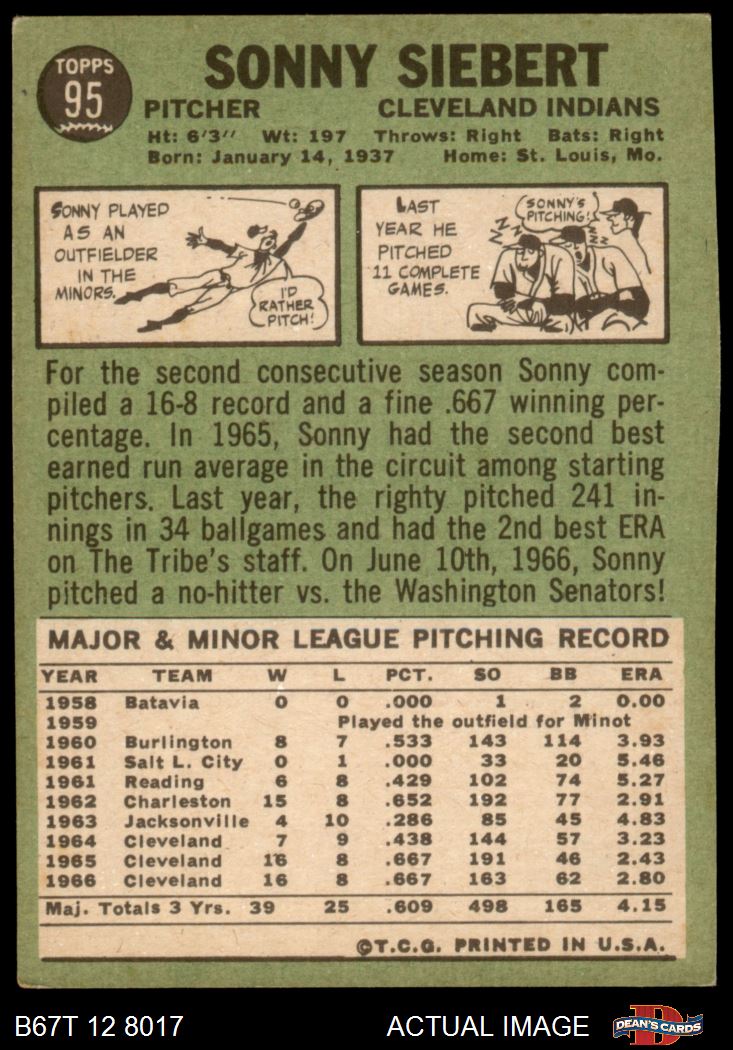 TOPPS
95
SONNY SIEBERT
PITCHER CLEVELAND INDIANS
Ht: 6'3" Wt: 197 Throws: Right Bats: Right
Born: January 14, 1937 Home: St. Louis, Mo.
SONNY PLAYED
AS AN
OUTFIELDER
IN THE
MINORS.
I'D
RATHER
PITCH!
LAST
YEAR HE
PITCHED
11 COMPLETE
GAMES.
SONNY'S
PITCHING!
ZZ
Z
ZZ
Z
For the second consecutive season Sonny com-
piled a 16-8 record and a fine .667 winning per-
centage. In 1965, Sonny had the second best
earned run average in the circuit among starting
pitchers. Last year, the righty pitched 241 in-
nings in 34 ballgames and had the 2nd best ERA
on The Tribe's staff. On June 10th, 1966, Sonny
pitched a no-hitter vs. the Washington Senators!
MAJOR & MINOR LEAGUE PITCHING RECORD
YEAR TEAM W L PCT. SO BB ERA
1958 Batavia 0 0 .000 1 2 0.00
1959 Played the outfield for Minot
1960 Burlington 8 7 .533 143 114 3.93
1961 Salt L. City 0 1 .000 33 20 5.46
1961 Reading 6 8 .429 102 74 5.27
1962 Charleston 15 8 .652 192 77 2.91
1963 Jacksonville 4 10 .286 85 45 4.83
1964 Cleveland 7 9 .438 144 57 3.23
1965 Cleveland 16 8 .667 191 46 2.43
1966 Cleveland 16 8 .667 163 62 2.80
Maj. Totals 3 Yrs. 39 25 .609 498 165 4.15
©T.C.G. PRINTED IN U.S.A.
B67T 12 8017 ACTUAL IMAGE DEAN'S CARDS